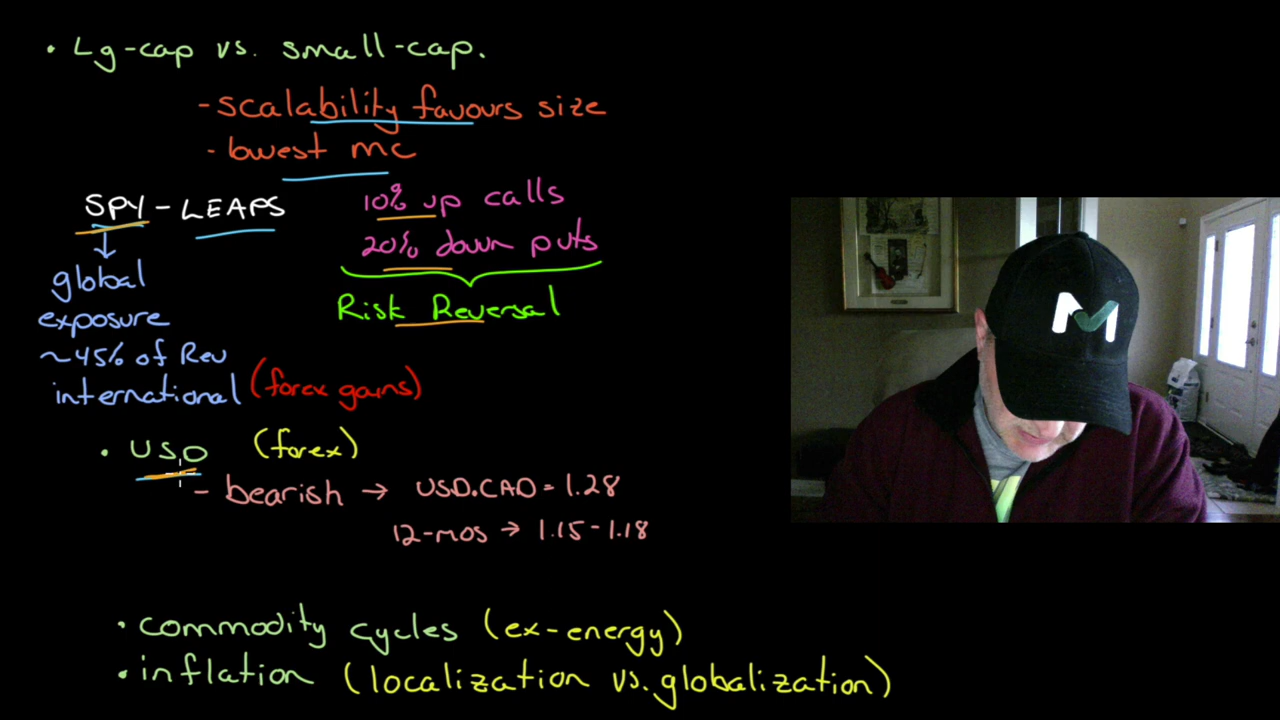 • Lg-cap vs. small-cap.
- scalability favours size
- lowest mc
SPY - LEAPS
10% up calls
20% down puts
Risk Reversal
global
exposure
~45% of Rev
international (forex gains)
• USD (forex)
- bearish → USD.CAD = 1.28
12-mos → 1.15-1.18
• commodity cycles (ex-energy)
• inflation (localization vs. globalization)
M